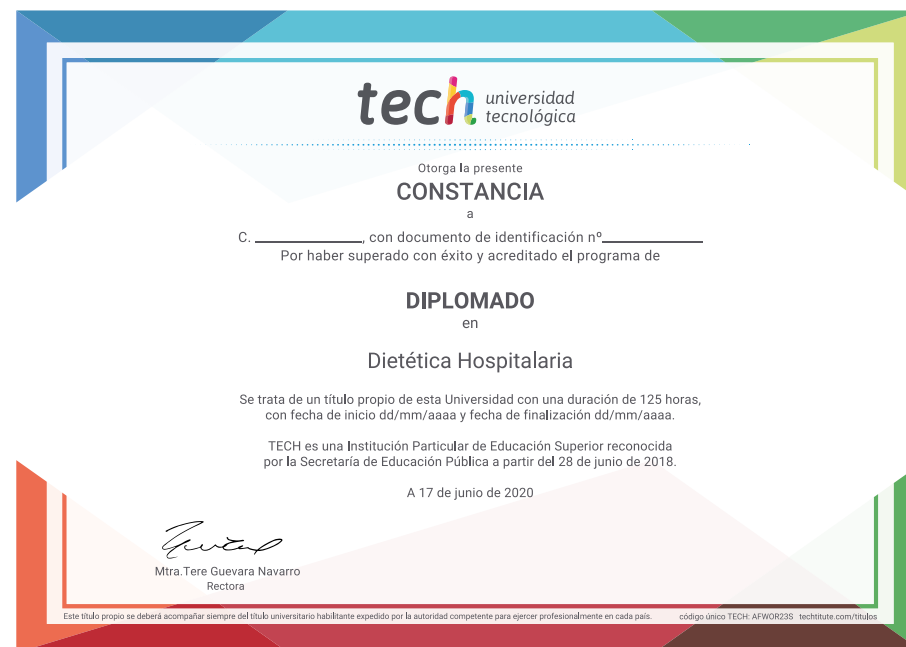 tech universidad
tecnológica
Otorga la presente
CONSTANCIA
a
C. ____________, con documento de identificación nº____________
Por haber superado con éxito y acreditado el programa de
DIPLOMADO
en
Dietética Hospitalaria
Se trata de un título propio de esta Universidad con una duración de 125 horas,
con fecha de inicio dd/mm/aaaa y fecha de finalización dd/mm/aaaa.
TECH es una Institución Particular de Educación Superior reconocida
por la Secretaría de Educación Pública a partir del 28 de junio de 2018.
A 17 de junio de 2020
Mtra.Tere Guevara Navarro
Rectora
Este título propio se deberá acompañar siempre del título universitario habilitante expedido por la autoridad competente para ejercer profesionalmente en cada país. código único TECH: AFWOR23S techtitute.com/titulos